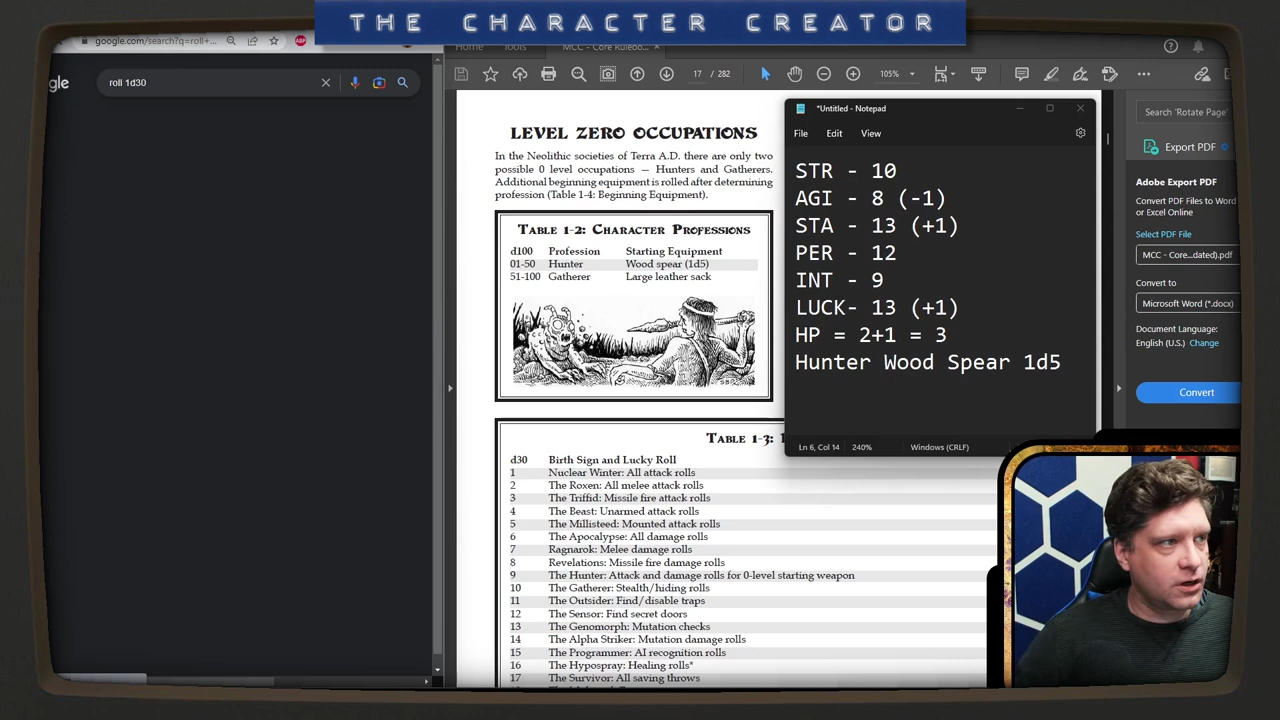 THE CHARACTER CREATOR
google.com/search?q=roll+...
ABP
gle
roll 1d30
Home Tools MCC - Core Rulebo... ×
17 / 282
105%
Search 'Rotate Page'
Export PDF
Adobe Export PDF
Convert PDF Files to Word
or Excel Online
Select PDF File
MCC - Core...dated).pdf
Convert to
Microsoft Word (*.docx)
Document Language:
English (U.S.) Change
Convert
LEVEL ZERO OCCUPATIONS
In the Neolithic societies of Terra A.D. there are only two
possible 0 level occupations — Hunters and Gatherers.
Additional beginning equipment is rolled after determining
profession (Table 1-4: Beginning Equipment).
TABLE 1-2: CHARACTER PROFESSIONS
d100 Profession Starting Equipment
01-50 Hunter Wood spear (1d5)
51-100 Gatherer Large leather sack
*Untitled - Notepad
File Edit View
STR - 10
AGI - 8 (-1)
STA - 13 (+1)
PER - 12
INT - 9
LUCK- 13 (+1)
HP = 2+1 = 3
Hunter Wood Spear 1d5
Ln 6, Col 14 240% Windows (CRLF)
TABLE 1-3:
d30 Birth Sign and Lucky Roll
1 Nuclear Winter: All attack rolls
2 The Roxen: All melee attack rolls
3 The Triffid: Missile fire attack rolls
4 The Beast: Unarmed attack rolls
5 The Millisteed: Mounted attack rolls
6 The Apocalypse: All damage rolls
7 Ragnarok: Melee damage rolls
8 Revelations: Missile fire damage rolls
9 The Hunter: Attack and damage rolls for 0-level starting weapon
10 The Gatherer: Stealth/hiding rolls
11 The Outsider: Find/disable traps
12 The Sensor: Find secret doors
13 The Genomorph: Mutation checks
14 The Alpha Striker: Mutation damage rolls
15 The Programmer: AI recognition rolls
16 The Hypospray: Healing rolls*
17 The Survivor: All saving throws